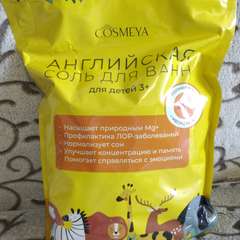 COSMEYA
АНГЛИЙСКАЯ
СОЛЬ ДЛЯ ВАНН
для детей 3+
- Насыщает природным Mg+
- Профилактика ЛОР-заболеваний
- Нормализует сон
- Улучшает концентрацию и память
- Помогает справляться с эмоциями